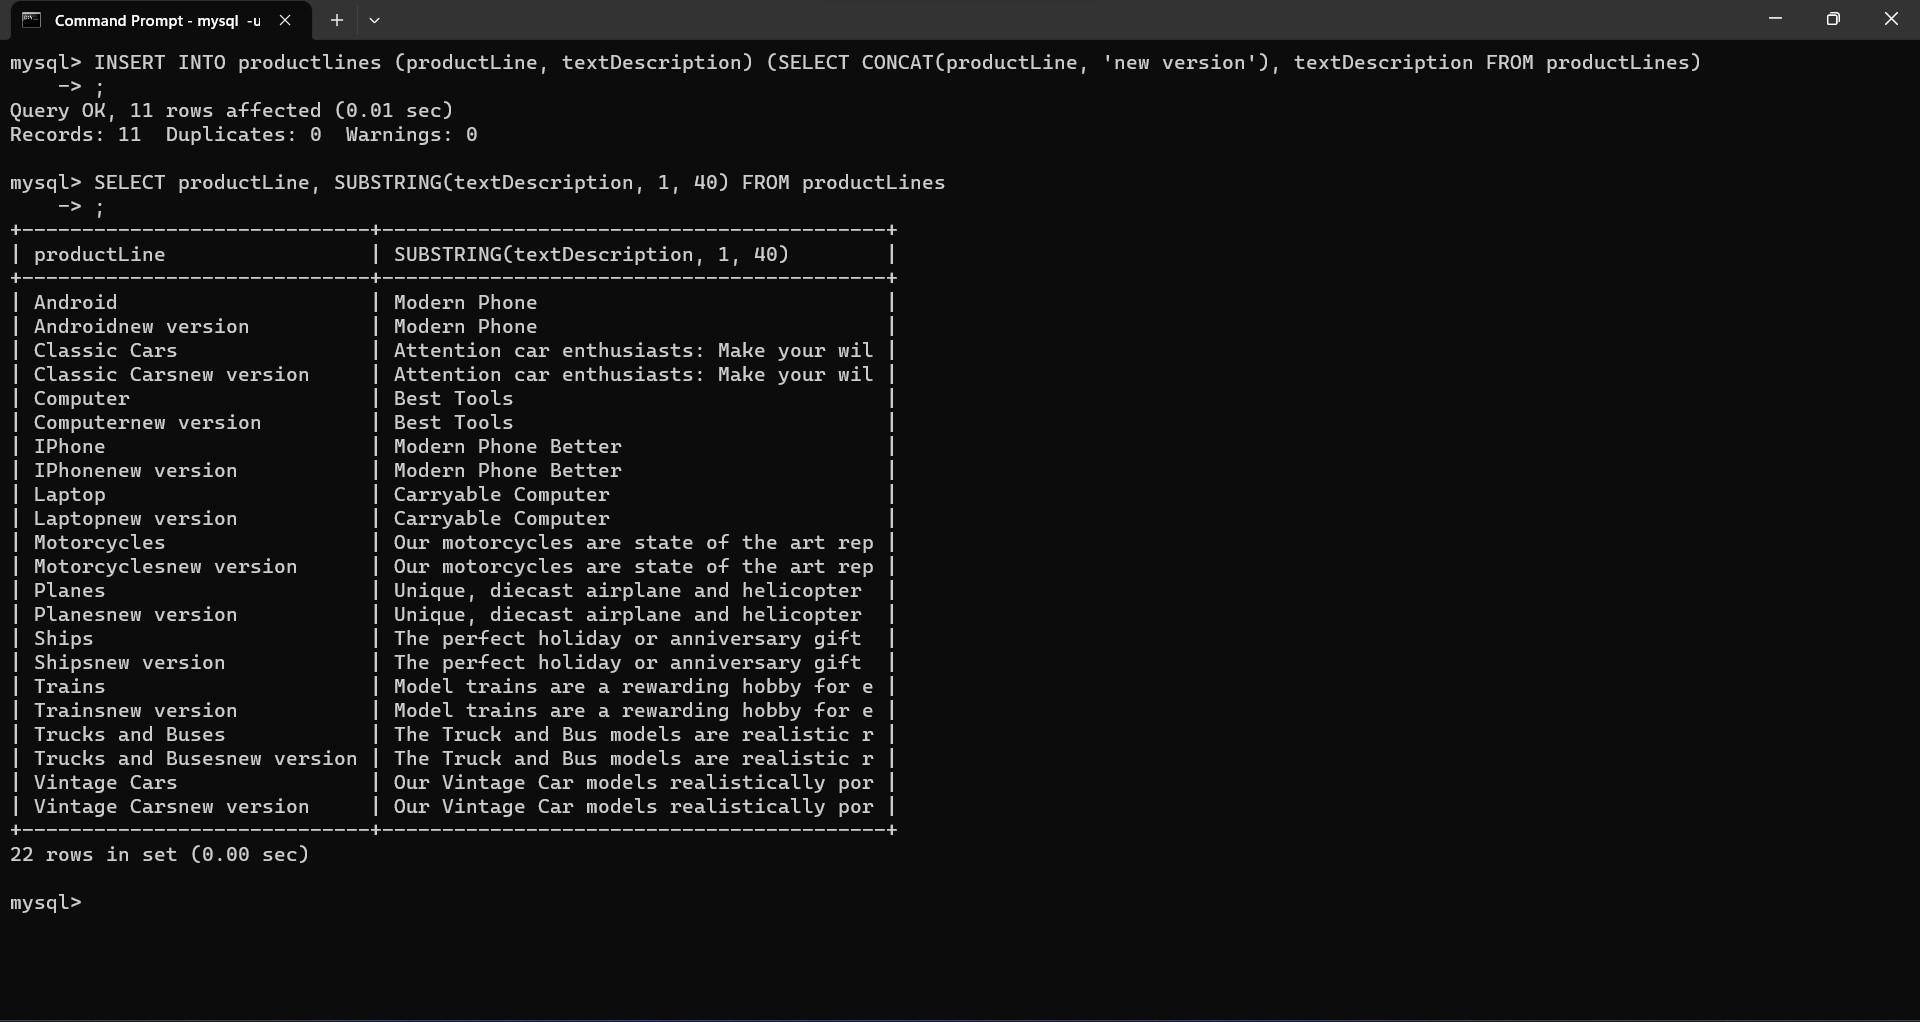 Command Prompt - mysql -u
mysql> INSERT INTO productlines (productLine, textDescription) (SELECT CONCAT(productLine, 'new version'), textDescription FROM productLines)
    -> ;
Query OK, 11 rows affected (0.01 sec)
Records: 11  Duplicates: 0  Warnings: 0

mysql> SELECT productLine, SUBSTRING(textDescription, 1, 40) FROM productLines
    -> ;
+-----------------------------+------------------------------------------+
| productLine                 | SUBSTRING(textDescription, 1, 40)        |
+-----------------------------+------------------------------------------+
| Android                     | Modern Phone                             |
| Androidnew version          | Modern Phone                             |
| Classic Cars                | Attention car enthusiasts: Make your wil |
| Classic Carsnew version     | Attention car enthusiasts: Make your wil |
| Computer                    | Best Tools                               |
| Computernew version         | Best Tools                               |
| IPhone                      | Modern Phone Better                      |
| IPhonenew version           | Modern Phone Better                      |
| Laptop                      | Carryable Computer                       |
| Laptopnew version           | Carryable Computer                       |
| Motorcycles                 | Our motorcycles are state of the art rep |
| Motorcyclesnew version      | Our motorcycles are state of the art rep |
| Planes                      | Unique, diecast airplane and helicopter  |
| Planesnew version           | Unique, diecast airplane and helicopter  |
| Ships                       | The perfect holiday or anniversary gift  |
| Shipsnew version            | The perfect holiday or anniversary gift  |
| Trains                      | Model trains are a rewarding hobby for e |
| Trainsnew version           | Model trains are a rewarding hobby for e |
| Trucks and Buses            | The Truck and Bus models are realistic r |
| Trucks and Busesnew version | The Truck and Bus models are realistic r |
| Vintage Cars                | Our Vintage Car models realistically por |
| Vintage Carsnew version     | Our Vintage Car models realistically por |
+-----------------------------+------------------------------------------+
22 rows in set (0.00 sec)

mysql>